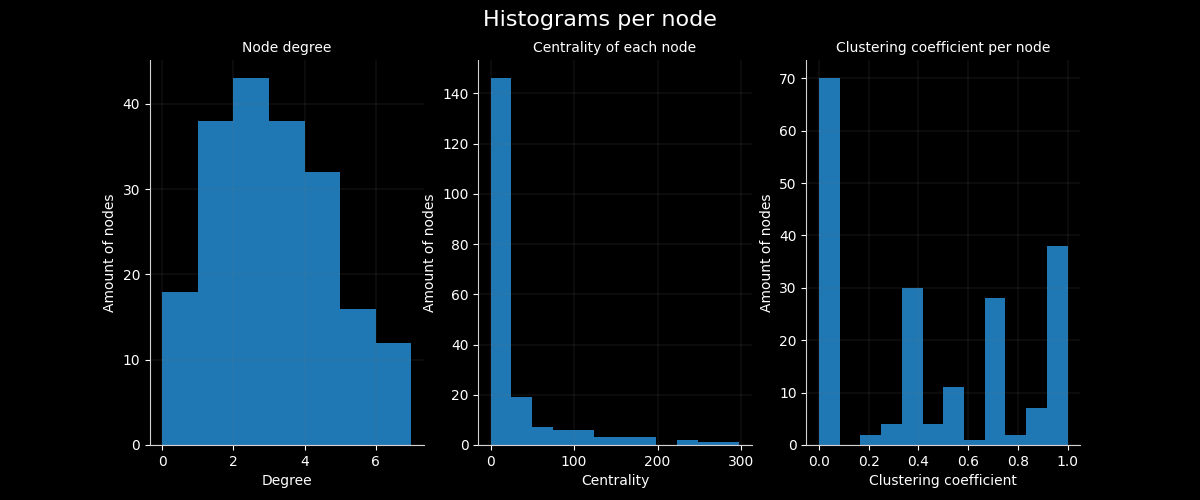 Histograms per node
Node degree
Amount of nodes
40
30
20
10
0
0 2 4 6
Degree
Centrality of each node
Amount of nodes
140
120
100
80
60
40
20
0
0 100 200 300
Centrality
Clustering coefficient per node
Amount of nodes
70
60
50
40
30
20
10
0
0.0 0.2 0.4 0.6 0.8 1.0
Clustering coefficient